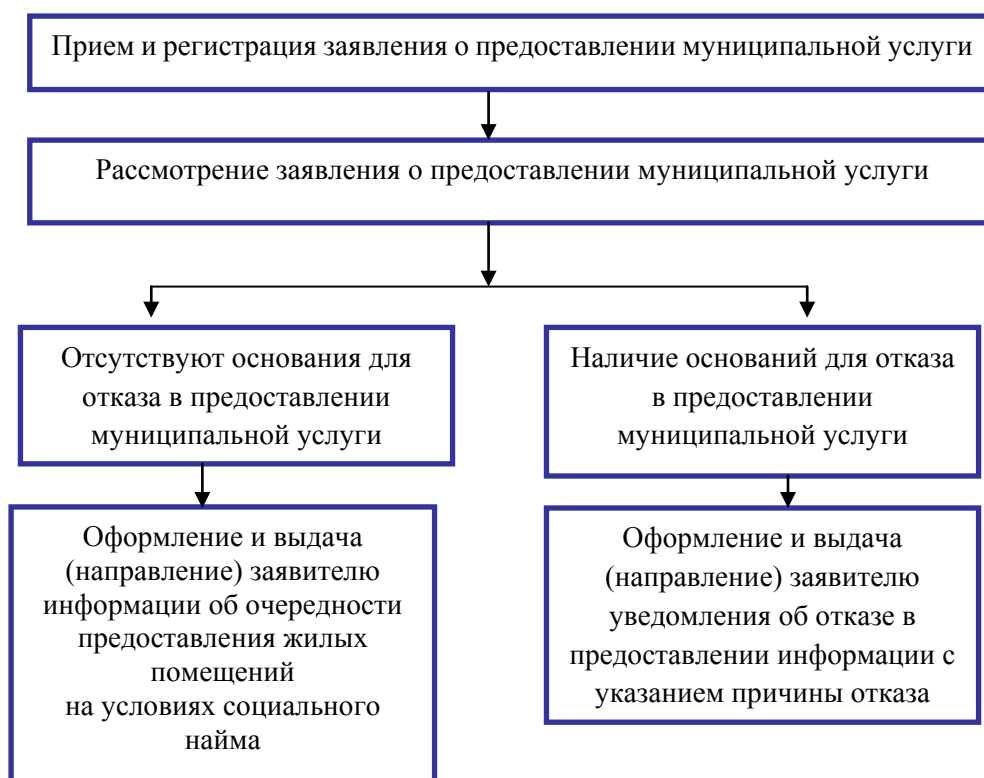 Прием и регистрация заявления о предоставлении муниципальной услуги
Рассмотрение заявления о предоставлении муниципальной услуги
Отсутствуют основания для
отказа в предоставлении
муниципальной услуги
Наличие оснований для отказа
в предоставлении
муниципальной услуги
Оформление и выдача
(направление) заявителю
информации об очередности
предоставления жилых
помещений
на условиях социального
найма
Оформление и выдача
(направление) заявителю
уведомления об отказе в
предоставлении информации с
указанием причины отказа